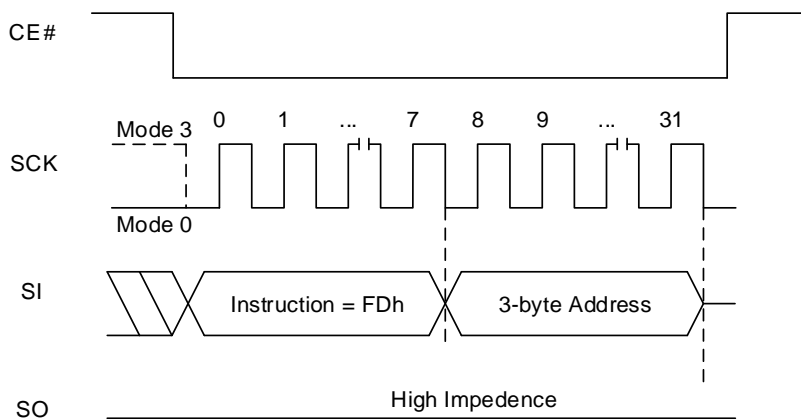 CE#
Mode 3
0 1 ... 7 8 9 ... 31
SCK
Mode 0
SI
Instruction = FDh
3-byte Address
SO
High Impedence